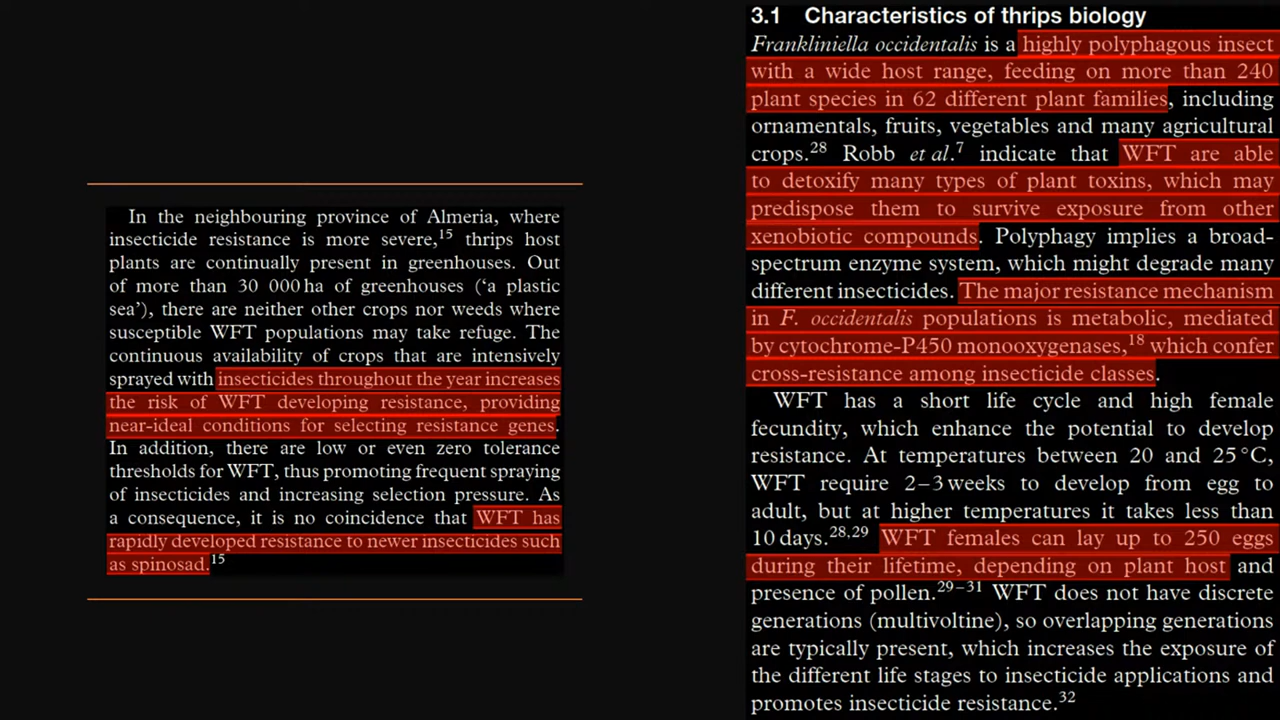 In the neighbouring province of Almeria, where
insecticide resistance is more severe,15 thrips host
plants are continually present in greenhouses. Out
of more than 30 000 ha of greenhouses (‘a plastic
sea’), there are neither other crops nor weeds where
susceptible WFT populations may take refuge. The
continuous availability of crops that are intensively
sprayed with insecticides throughout the year increases
the risk of WFT developing resistance, providing
near-ideal conditions for selecting resistance genes.
In addition, there are low or even zero tolerance
thresholds for WFT, thus promoting frequent spraying
of insecticides and increasing selection pressure. As
a consequence, it is no coincidence that WFT has
rapidly developed resistance to newer insecticides such
as spinosad.15
3.1 Characteristics of thrips biology
Frankliniella occidentalis is a highly polyphagous insect
with a wide host range, feeding on more than 240
plant species in 62 different plant families, including
ornamentals, fruits, vegetables and many agricultural
crops.28 Robb et al.7 indicate that WFT are able
to detoxify many types of plant toxins, which may
predispose them to survive exposure from other
xenobiotic compounds. Polyphagy implies a broad-
spectrum enzyme system, which might degrade many
different insecticides. The major resistance mechanism
in F. occidentalis populations is metabolic, mediated
by cytochrome-P450 monooxygenases,18 which confer
cross-resistance among insecticide classes.
WFT has a short life cycle and high female
fecundity, which enhance the potential to develop
resistance. At temperatures between 20 and 25 °C,
WFT require 2–3 weeks to develop from egg to
adult, but at higher temperatures it takes less than
10 days.28,29 WFT females can lay up to 250 eggs
during their lifetime, depending on plant host and
presence of pollen.29–31 WFT does not have discrete
generations (multivoltine), so overlapping generations
are typically present, which increases the exposure of
the different life stages to insecticide applications and
promotes insecticide resistance.32